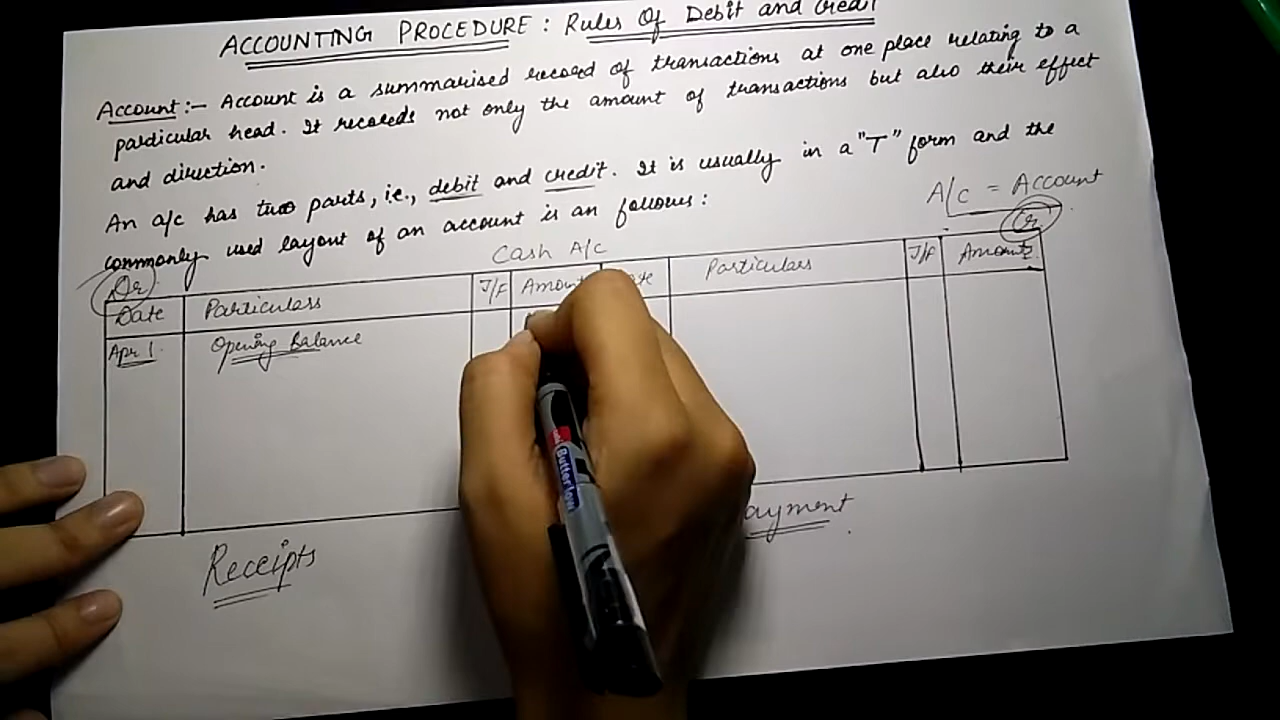 ACCOUNTING PROCEDURE : Rules Of Debit and Credit
Account :- Account is a summarised record of transactions at one place relating to a
particular head. It records not only the amount of transactions but also their effect
and direction.
An a/c has two parts, i.e., debit and credit. It is usually in a "T" form and the
commonly used layout of an account is an follows :
A/c = Account
Cash A/c
Dr
Date Particulars J/F Amount Particulars J/F Amount
Apr 1 Opening Balance
Receipts
ayment
Butterflow